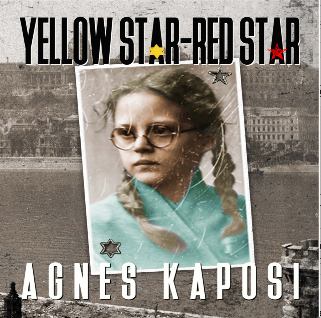 YELLOW STAR-RED STAR
AGNES KAPOSI